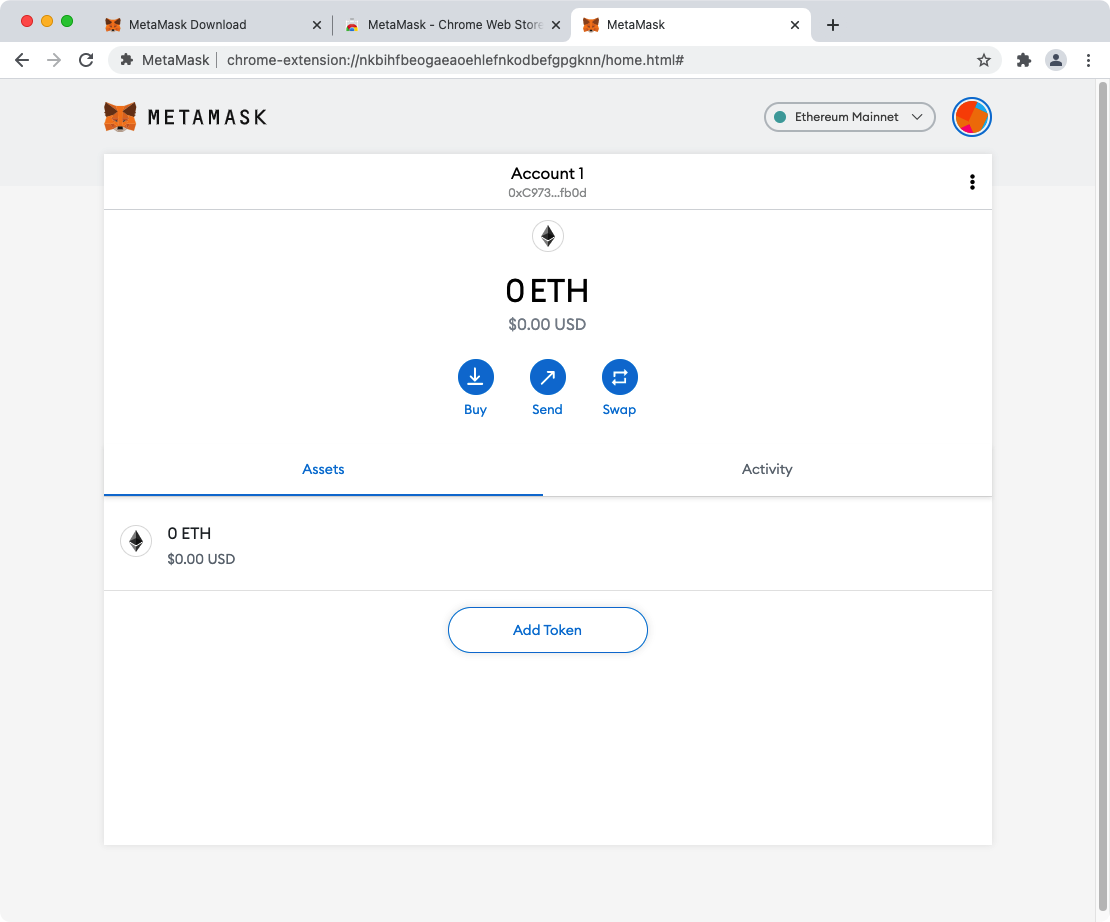 MetaMask Download
MetaMask - Chrome Web Store
MetaMask
MetaMask
chrome-extension://nkbihfbeogaeaoehlefnkodbefgpgknn/home.html#
METAMASK
Ethereum Mainnet
Account 1
0xC973...fb0d
0 ETH
$0.00 USD
Buy
Send
Swap
Assets
Activity
0 ETH
$0.00 USD
Add Token